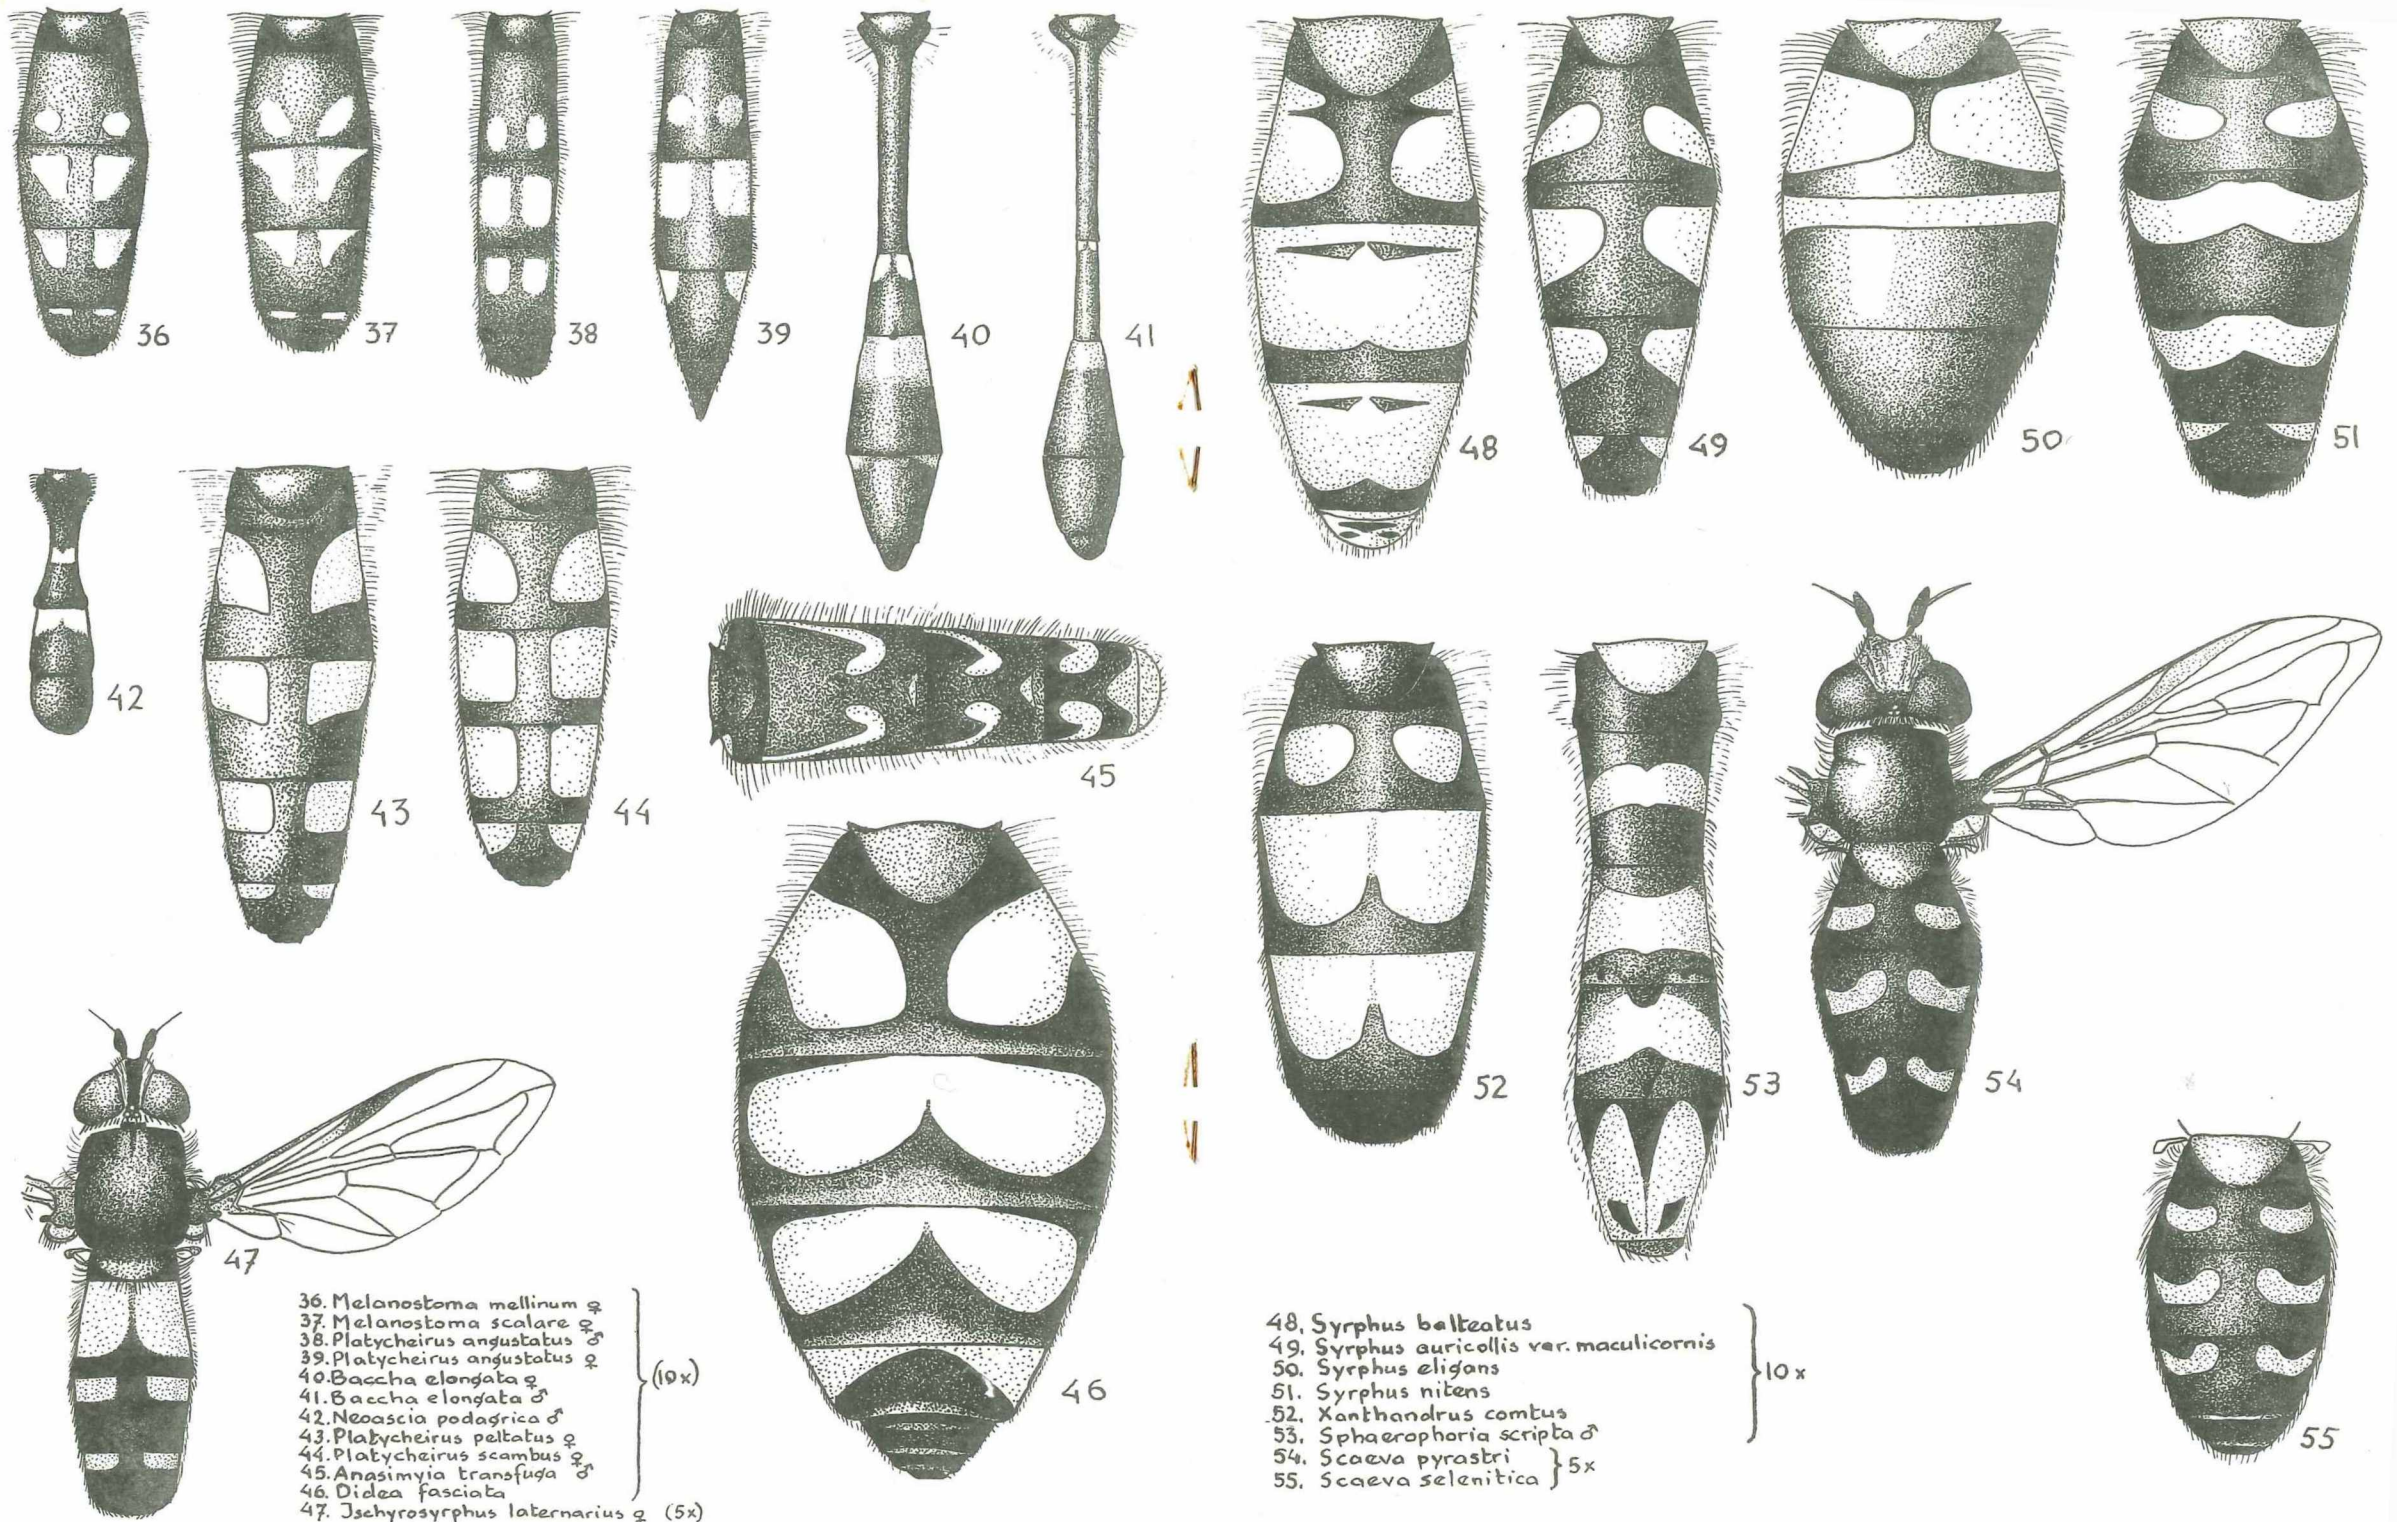 36
37
38
39
40
41
42
43
44
45
46
47
36. Melanostoma mellinum ♀
37. Melanostoma scalare ♀
38. Platycheirus angustatus ♂
39. Platycheirus angustatus ♀
40. Baccha elongata ♀
41. Baccha elongata ♂
42. Neoascia podagrica ♂
43. Platycheirus peltatus ♀
44. Platycheirus scambus ♀
45. Anasimyia transfuga ♂
46. Didea fasciata
(10x)
47. Ischyrosyrphus laternarius ♀ (5x)
48
49
50
51
52
53
54
55
48. Syrphus balteatus
49. Syrphus auricollis var. maculicornis
50. Syrphus eligans
51. Syrphus nitens
52. Xanthandrus comtus
53. Sphaerophoria scripta ♂
10x
54. Scaeva pyrastri
55. Scaeva selenitica
5x